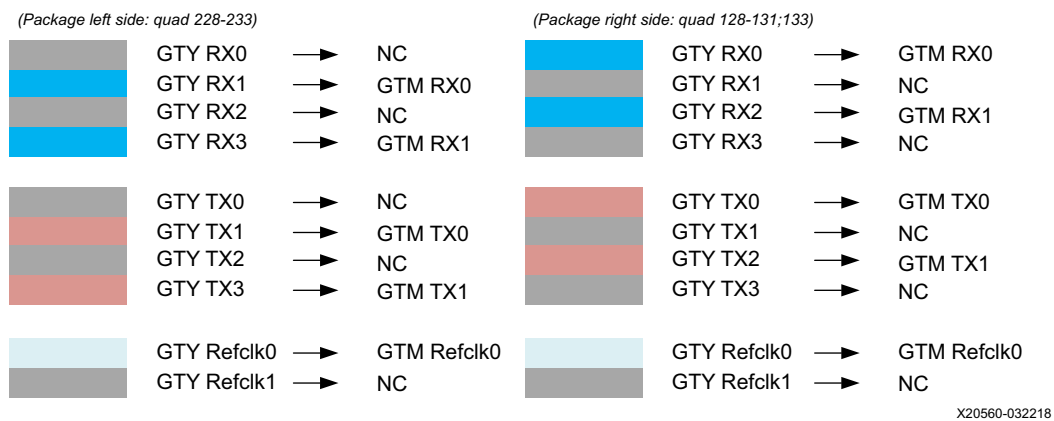 (Package left side: quad 228-233)
GTY RX0 NC
GTY RX1 GTM RX0
GTY RX2 NC
GTY RX3 GTM RX1
GTY TX0 NC
GTY TX1 GTM TX0
GTY TX2 NC
GTY TX3 GTM TX1
GTY Refclk0 GTM Refclk0
GTY Refclk1 NC
(Package right side: quad 128-131;133)
GTY RX0 GTM RX0
GTY RX1 NC
GTY RX2 GTM RX1
GTY RX3 NC
GTY TX0 GTM TX0
GTY TX1 NC
GTY TX2 GTM TX1
GTY TX3 NC
GTY Refclk0 GTM Refclk0
GTY Refclk1 NC
X20560-032218